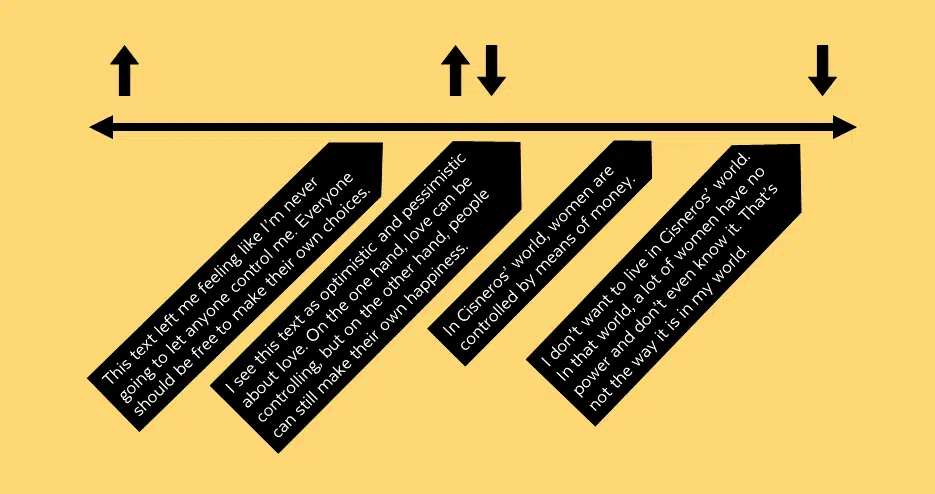 This text left me feeling like I'm never
going to let anyone control me. Everyone
should be free to make their own choices.
I see this text as optimistic and pessimistic
about love. On the one hand, love can be
controlling, but on the other hand, people
can still make their own happiness.
In Cisneros' world, women are
controlled by means of money.
I don't want to live in Cisneros' world.
In that world, a lot of women have no
power and don't even know it. That's
not the way it is in my world.